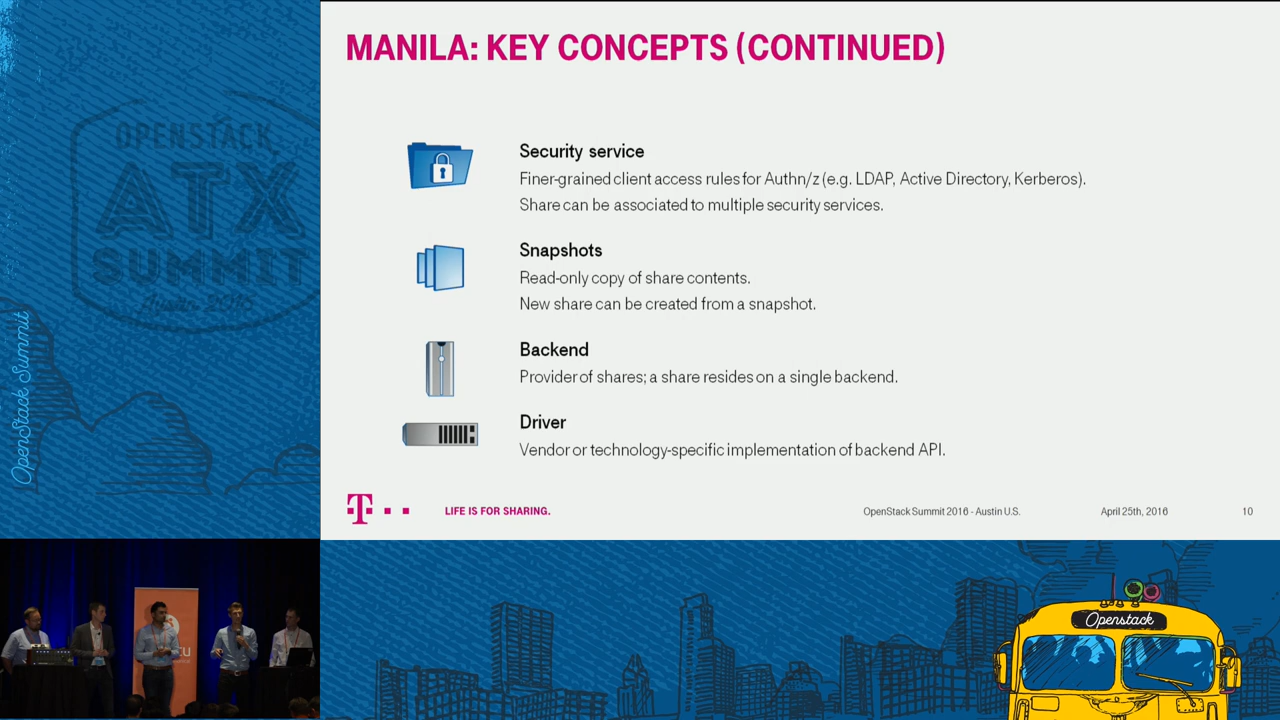 MANILA: KEY CONCEPTS (CONTINUED)
Security service
Finer-grained client access rules for Authn/z (e.g. LDAP, Active Directory, Kerberos).
Share can be associated to multiple security services.
Snapshots
Read-only copy of share contents.
New share can be created from a snapshot.
Backend
Provider of shares; a share resides on a single backend.
Driver
Vendor or technology-specific implementation of backend API.
T
LIFE IS FOR SHARING.
OpenStack Summit 2016 - Austin U.S.
April 25th, 2016
10
OPENSTACK
ATX
SUMMIT
Austin 2016
OpenStack Summit
Openstack